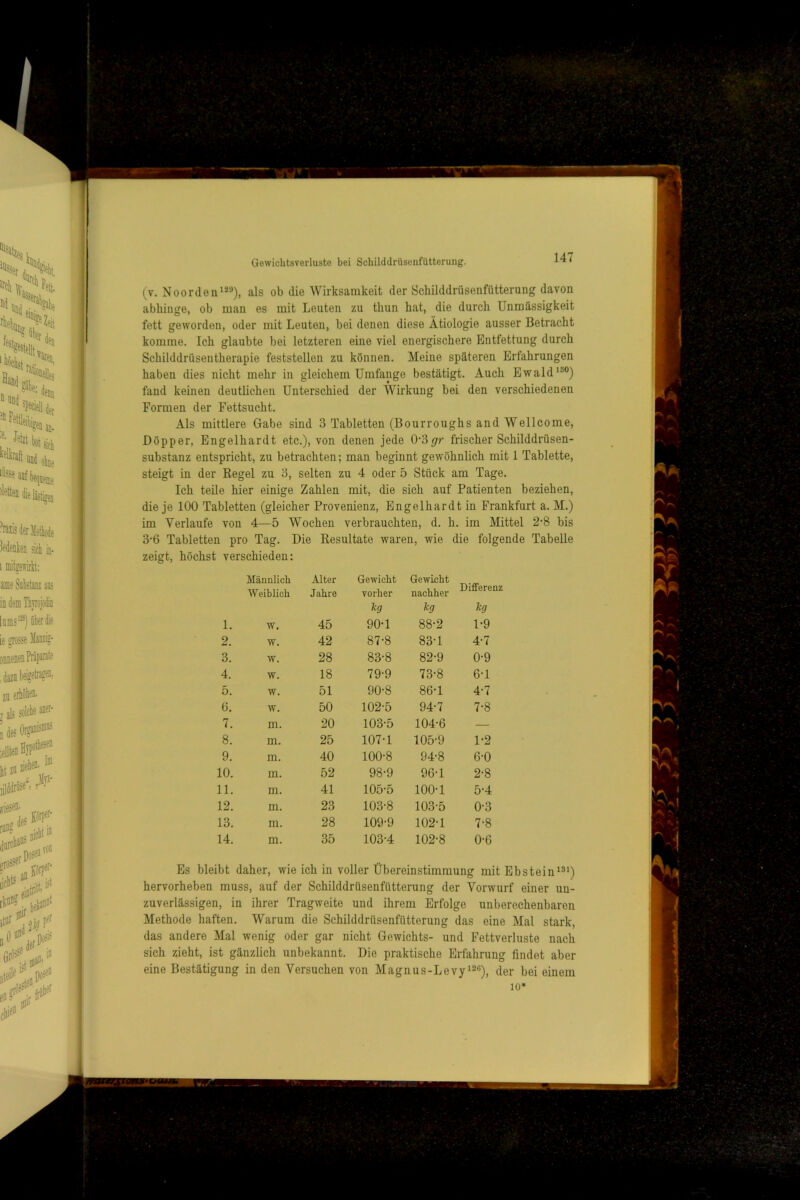 Gewichtsverluste bei Schilddrüsenfütterung. 147
(v. Noorden¹²⁹), als ob die Wirksamkeit der Schilddrüsenfütterung davon
abhinge, ob man es mit Leuten zu thun hat, die durch Unmässigkeit
fett geworden, oder mit Leuten, bei denen diese Ätiologie ausser Betracht
komme. Ich glaubte bei letzteren eine viel energischere Entfettung durch
Schilddrüsentherapie feststellen zu können. Meine späteren Erfahrungen
haben dies nicht mehr in gleichem Umfange bestätigt. Auch Ewald¹³⁰)
fand keinen deutlichen Unterschied der Wirkung bei den verschiedenen
Formen der Fettsucht.
Als mittlere Gabe sind 3 Tabletten (Bourroughs and Wellcome,
Döpper, Engelhardt etc.), von denen jede 0·3 gr frischer Schilddrüsen-
substanz entspricht, zu betrachten; man beginnt gewöhnlich mit 1 Tablette,
steigt in der Regel zu 3, selten zu 4 oder 5 Stück am Tage.
Ich teile hier einige Zahlen mit, die sich auf Patienten beziehen,
die je 100 Tabletten (gleicher Provenienz, Engelhardt in Frankfurt a. M.)
im Verlaufe von 4—5 Wochen verbrauchten, d. h. im Mittel 2·8 bis
3·6 Tabletten pro Tag. Die Resultate waren, wie die folgende Tabelle
zeigt, höchst verschieden:
Männlich Alter Gewicht Gewicht Differenz
Weiblich Jahre vorher nachher
kg kg kg
1. w. 45 90·1 88·2 1·9
2. w. 42 87·8 83·1 4·7
3. w. 28 83·8 82·9 0·9
4. w. 18 79·9 73·8 6·1
5. w. 51 90·8 86·1 4·7
6. w. 50 102·5 94·7 7·8
7. m. 20 103·5 104·6 —
8. m. 25 107·1 105·9 1·2
9. m. 40 100·8 94·8 6·0
10. m. 52 98·9 96·1 2·8
11. m. 41 105·5 100·1 5·4
12. m. 23 103·8 103·5 0·3
13. m. 28 109·9 102·1 7·8
14. m. 35 103·4 102·8 0·6
Es bleibt daher, wie ich in voller Übereinstimmung mit Ebstein¹³¹)
hervorheben muss, auf der Schilddrüsenfütterung der Vorwurf einer un-
zuverlässigen, in ihrer Tragweite und ihrem Erfolge unberechenbaren
Methode haften. Warum die Schilddrüsenfütterung das eine Mal stark,
das andere Mal wenig oder gar nicht Gewichts- und Fettverluste nach
sich zieht, ist gänzlich unbekannt. Die praktische Erfahrung findet aber
eine Bestätigung in den Versuchen von Magnus-Levy¹²⁶), der bei einem
10*